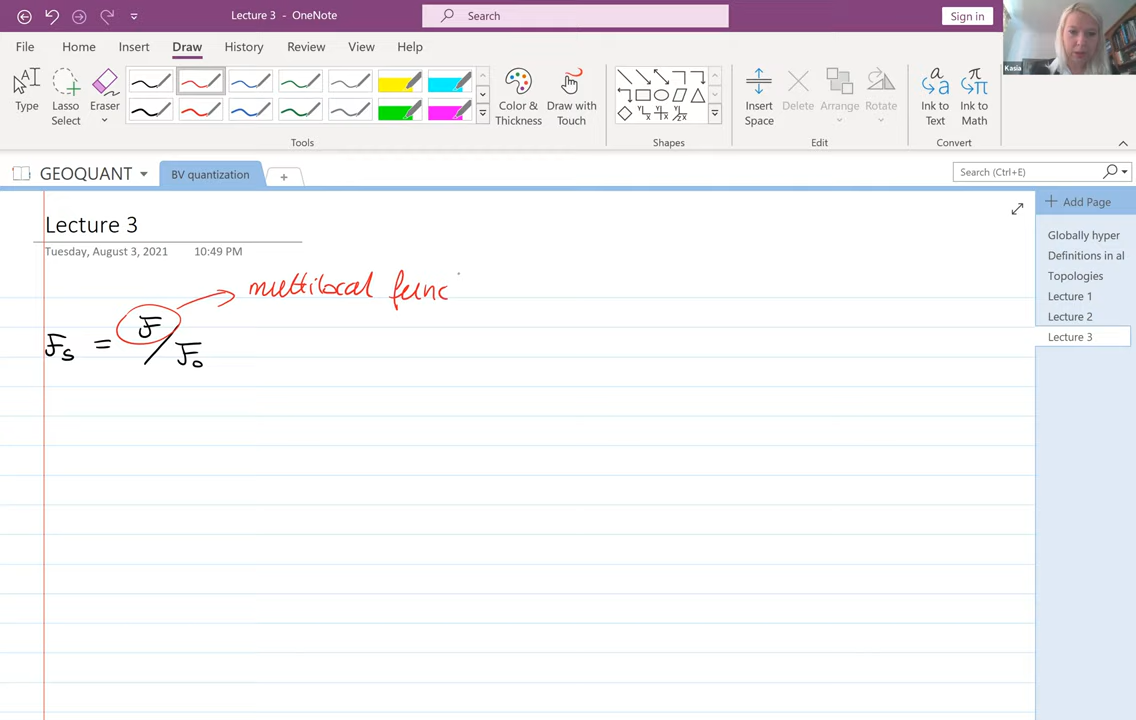 Lecture 3 - OneNote
Search
Sign in
File Home Insert Draw History Review View Help
Kasia
Type
Lasso Select
Eraser
Color & Thickness
Draw with Touch
Insert Space
Delete
Arrange
Rotate
Ink to Text
Ink to Math
Tools
Shapes
Edit
Convert
GEOQUANT
BV quantization
Search (Ctrl+E)
Add Page
Lecture 3
Tuesday, August 3, 2021 10:49 PM
Globally hyper
Definitions in al
Topologies
Lecture 1
Lecture 2
Lecture 3
multilocal func
F_S = F / F_0